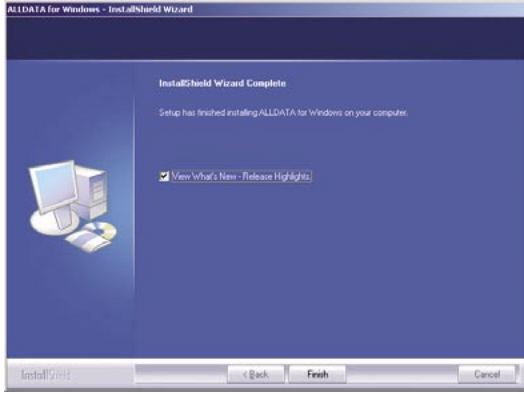 ALLDATA for Windows - InstallShield Wizard
InstallShield Wizard Complete
Setup has finished installing ALLDATA for Windows on your computer.
View What's New - Release Highlights.
InstallShield
< Back
Finish
Cancel